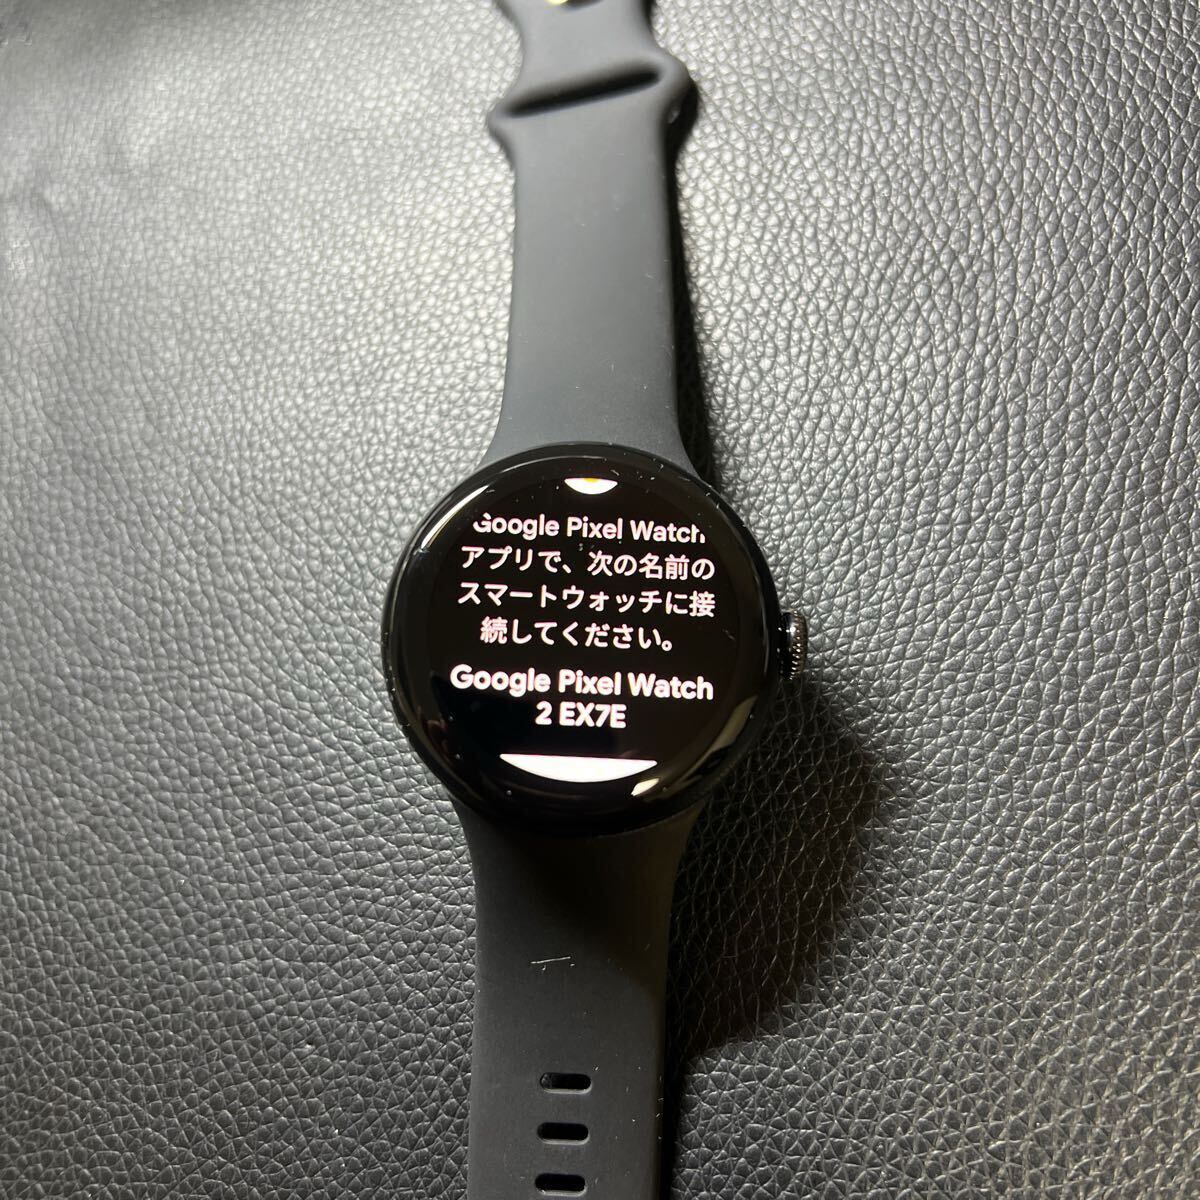 Google Pixel Watch
アプリで、次の名前の
スマートウォッチに接
続してください。
Google Pixel Watch
2 EX7E